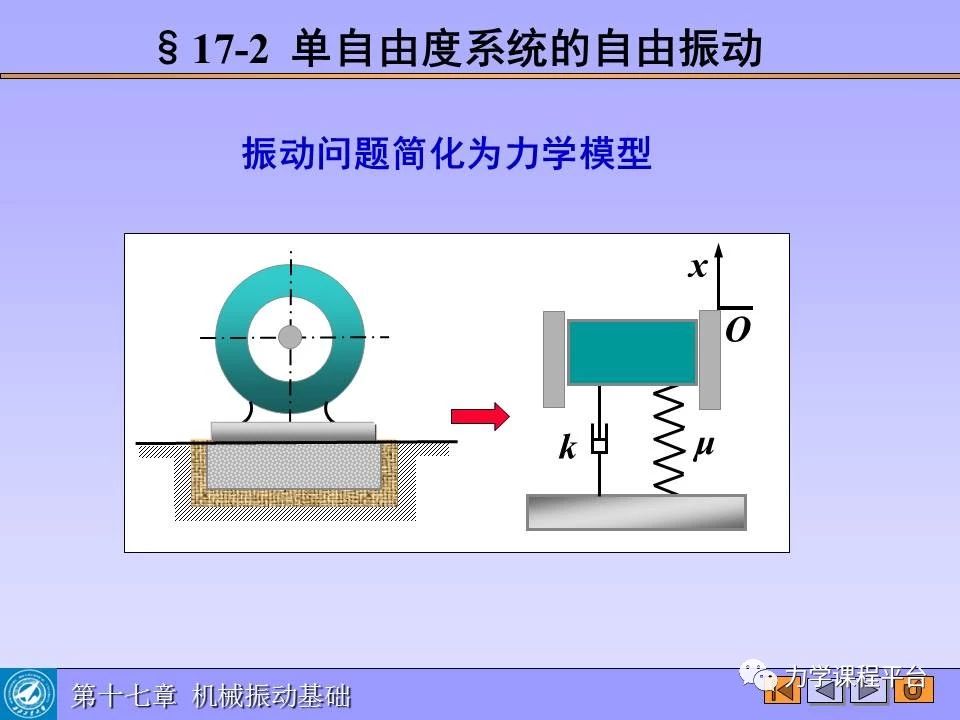 §17-2 单自由度系统的自由振动
振动问题简化为力学模型
x
O
k
μ
第十七章 机械振动基础
力学课程平台